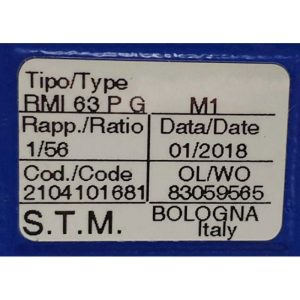 Tipo/Type
RMI 63 P G M1
Rapp./Ratio Data/Date
1/56 01/2018
Cod./Code OL/WO
2104101681 83059565
S.T.M. BOLOGNA
Italy